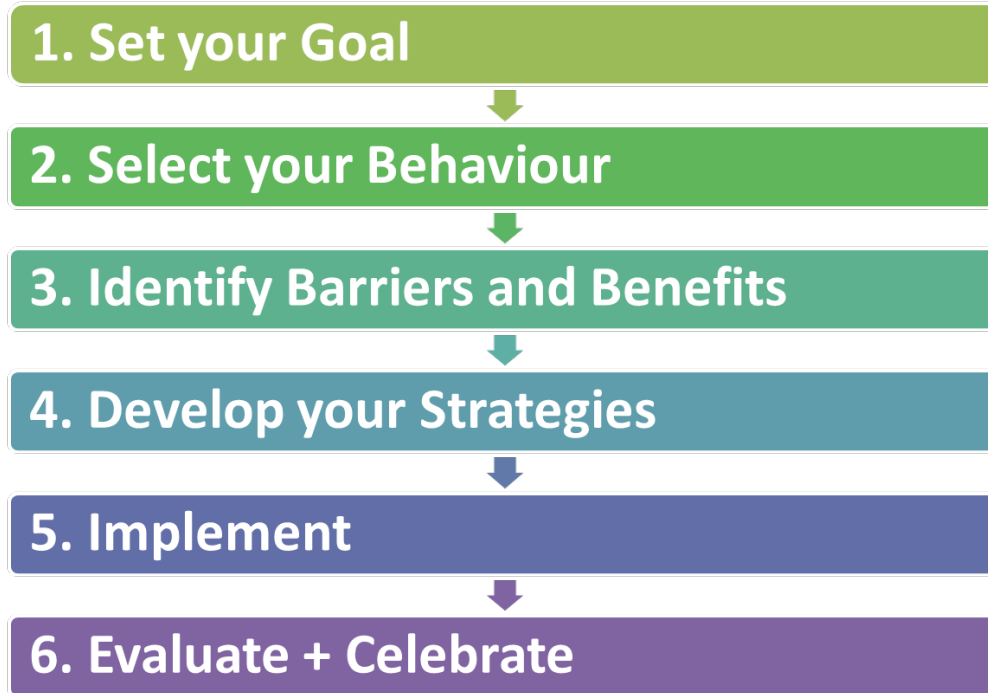 1. Set your Goal
2. Select your Behaviour
3. Identify Barriers and Benefits
4. Develop your Strategies
5. Implement
6. Evaluate + Celebrate